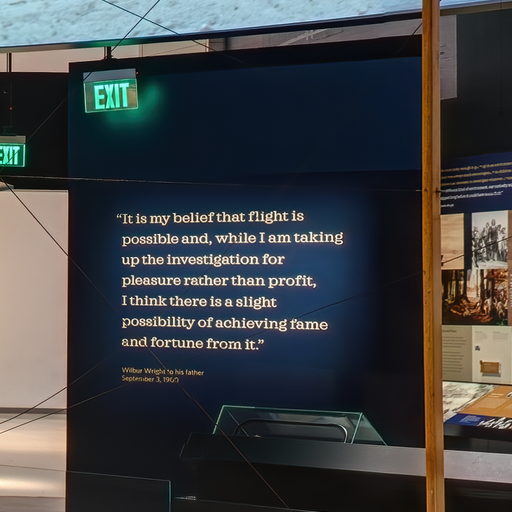 EXIT
EXIT
“It is my belief that flight is
possible and, while I am taking
up the investigation for
pleasure rather than profit,
I think there is a slight
possibility of achieving fame
and fortune from it.”
Wilbur Wright to his father
September 3, 1900